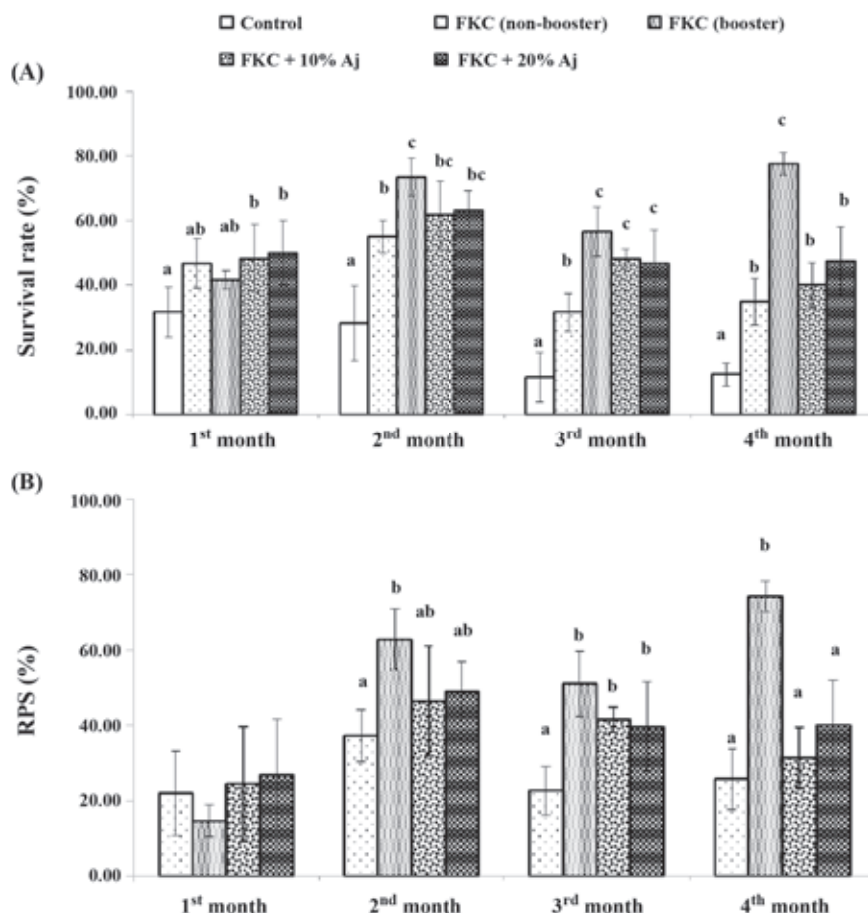 Control FKC (non-booster) FKC (booster)
FKC + 10% Aj FKC + 20% Aj
(A)
100.00
80.00
60.00
40.00
20.00
0.00
Survival rate (%)
a ab ab b b
a b c bc bc
a b c c c
a b c b b
1st month 2nd month 3rd month 4th month
(B)
100.00
80.00
60.00
40.00
20.00
0.00
RPS (%)
a b ab ab
a b b b
a b a a
1st month 2nd month 3rd month 4th month